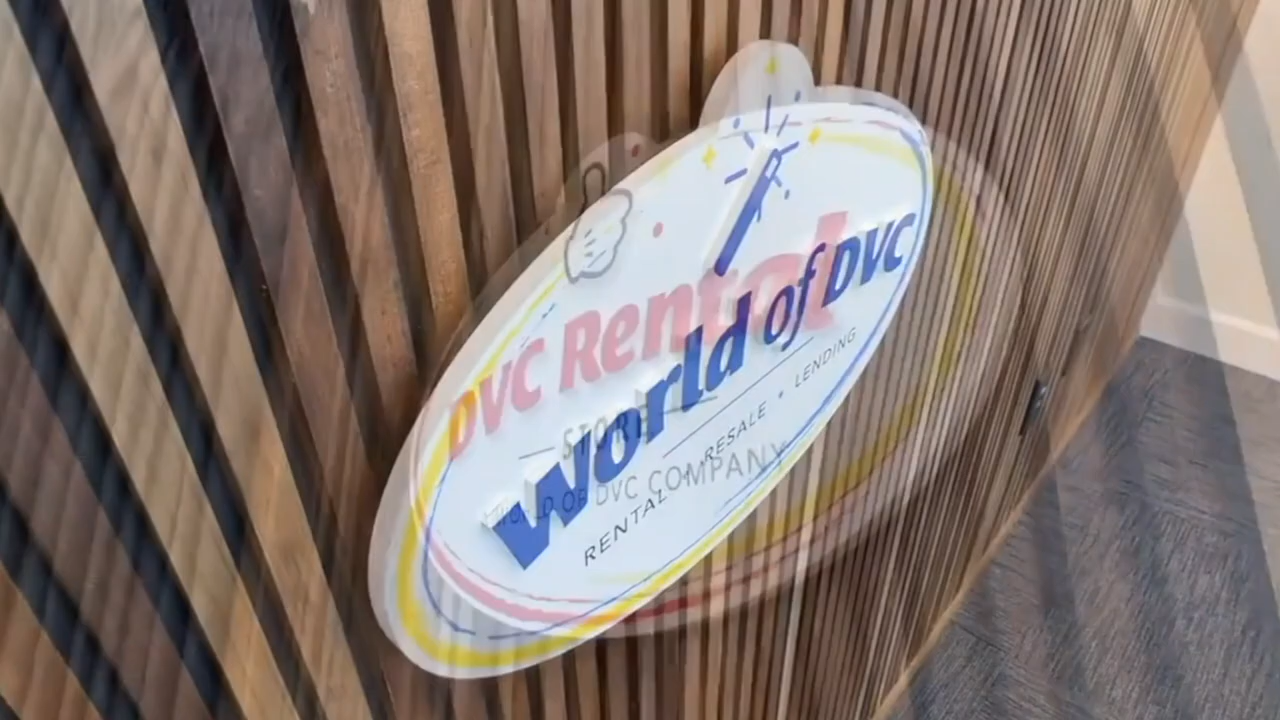 DVC Rental
STORE
WORLD OF DVC COMPANY
World of DVC
RENTAL • RESALE • LENDING